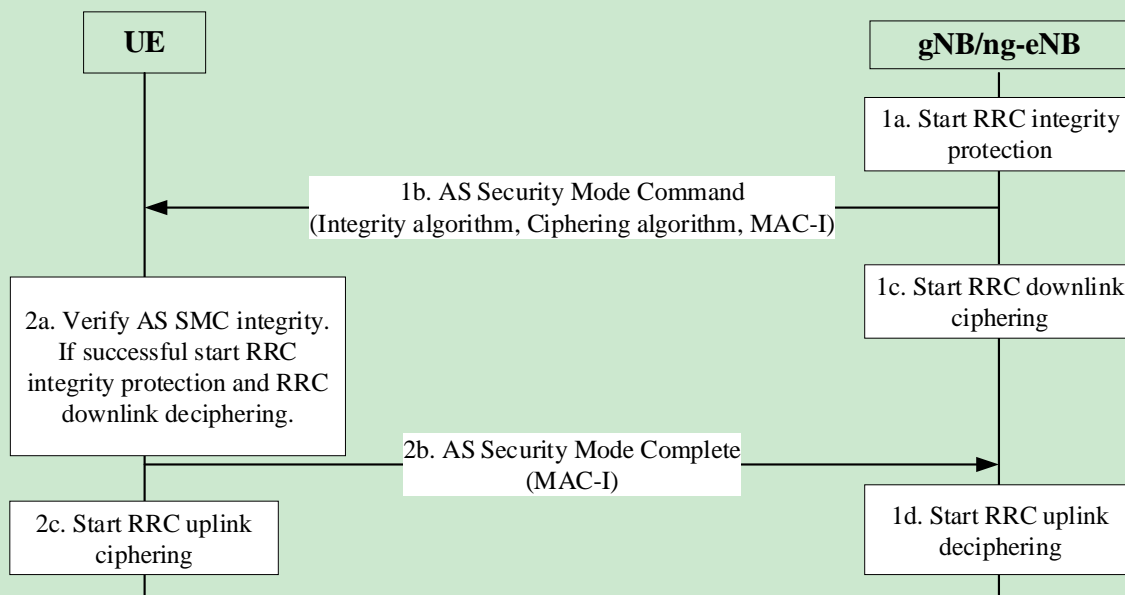 UE
gNB/ng-eNB
1a. Start RRC integrity
protection
1b. AS Security Mode Command
(Integrity algorithm, Ciphering algorithm, MAC-I)
1c. Start RRC downlink
ciphering
2a. Verify AS SMC integrity.
If successful start RRC
integrity protection and RRC
downlink deciphering.
2b. AS Security Mode Complete
(MAC-I)
2c. Start RRC uplink
ciphering
1d. Start RRC uplink
deciphering